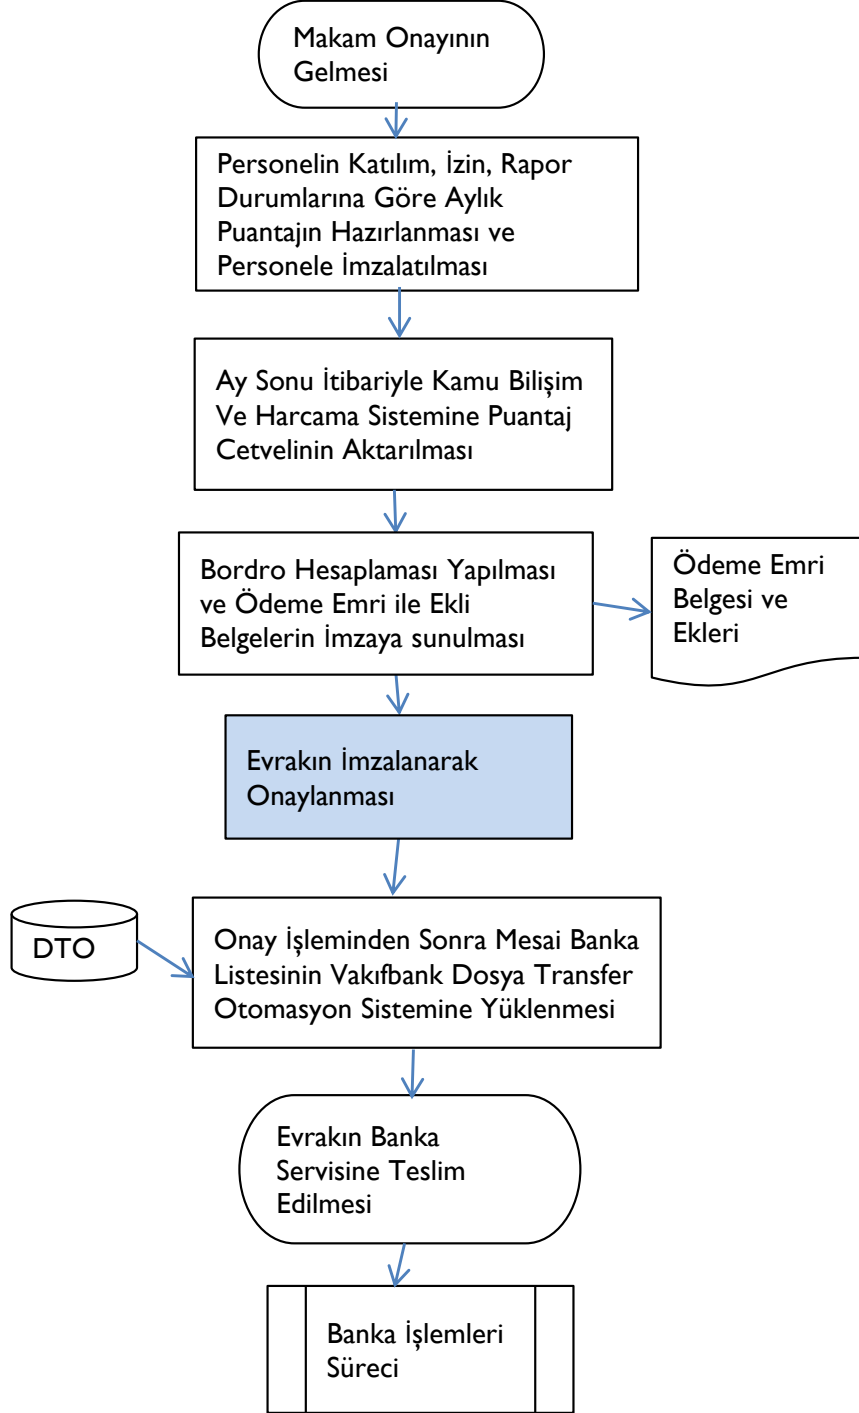 Makam Onayının
Gelmesi
Personelin Katılım, İzin, Rapor
Durumlarına Göre Aylık
Puantajın Hazırlanması ve
Personele İmzalatılması
Ay Sonu İtibariyle Kamu Bilişim
Ve Harcama Sistemine Puantaj
Cetvelinin Aktarılması
Bordro Hesaplaması Yapılması
ve Ödeme Emri ile Ekli
Belgelerin İmzaya sunulması
Ödeme Emri
Belgesi ve
Ekleri
Evrakın İmzalanarak
Onaylanması
DTO
Onay İşleminden Sonra Mesai Banka
Listesinin Vakıfbank Dosya Transfer
Otomasyon Sistemine Yüklenmesi
Evrakın Banka
Servisine Teslim
Edilmesi
Banka İşlemleri
Süreci